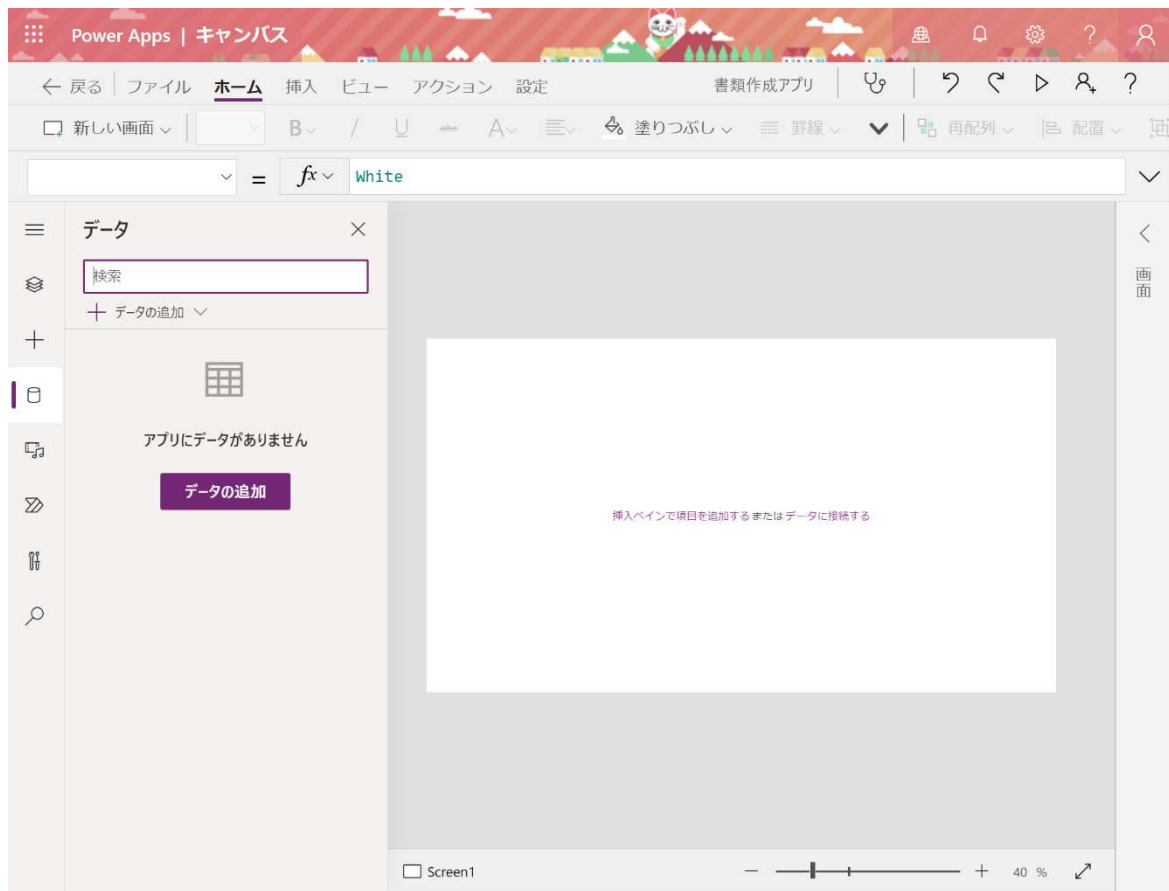 Power Apps | キャンバス
戻る ファイル ホーム 挿入 ビュー アクション 設定 書類作成アプリ ?
新しい画面 B / U abc A 塗りつぶし 罫線 再配列 配置
= fx White
データ
検索
データの追加
画面
アプリにデータがありません
データの追加
挿入ペインで項目を追加する または データに接続する
Screen1 40 %